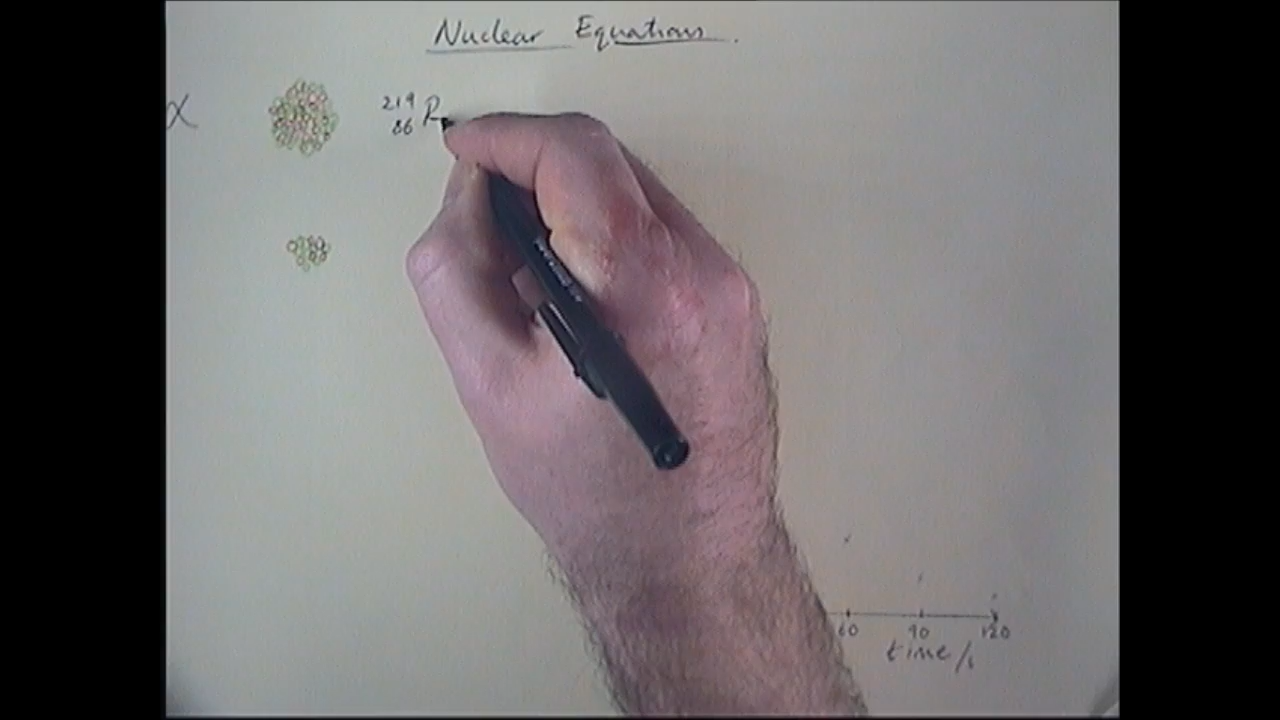 Nuclear Equations.
α
219
86 R
60 90 120
time/s